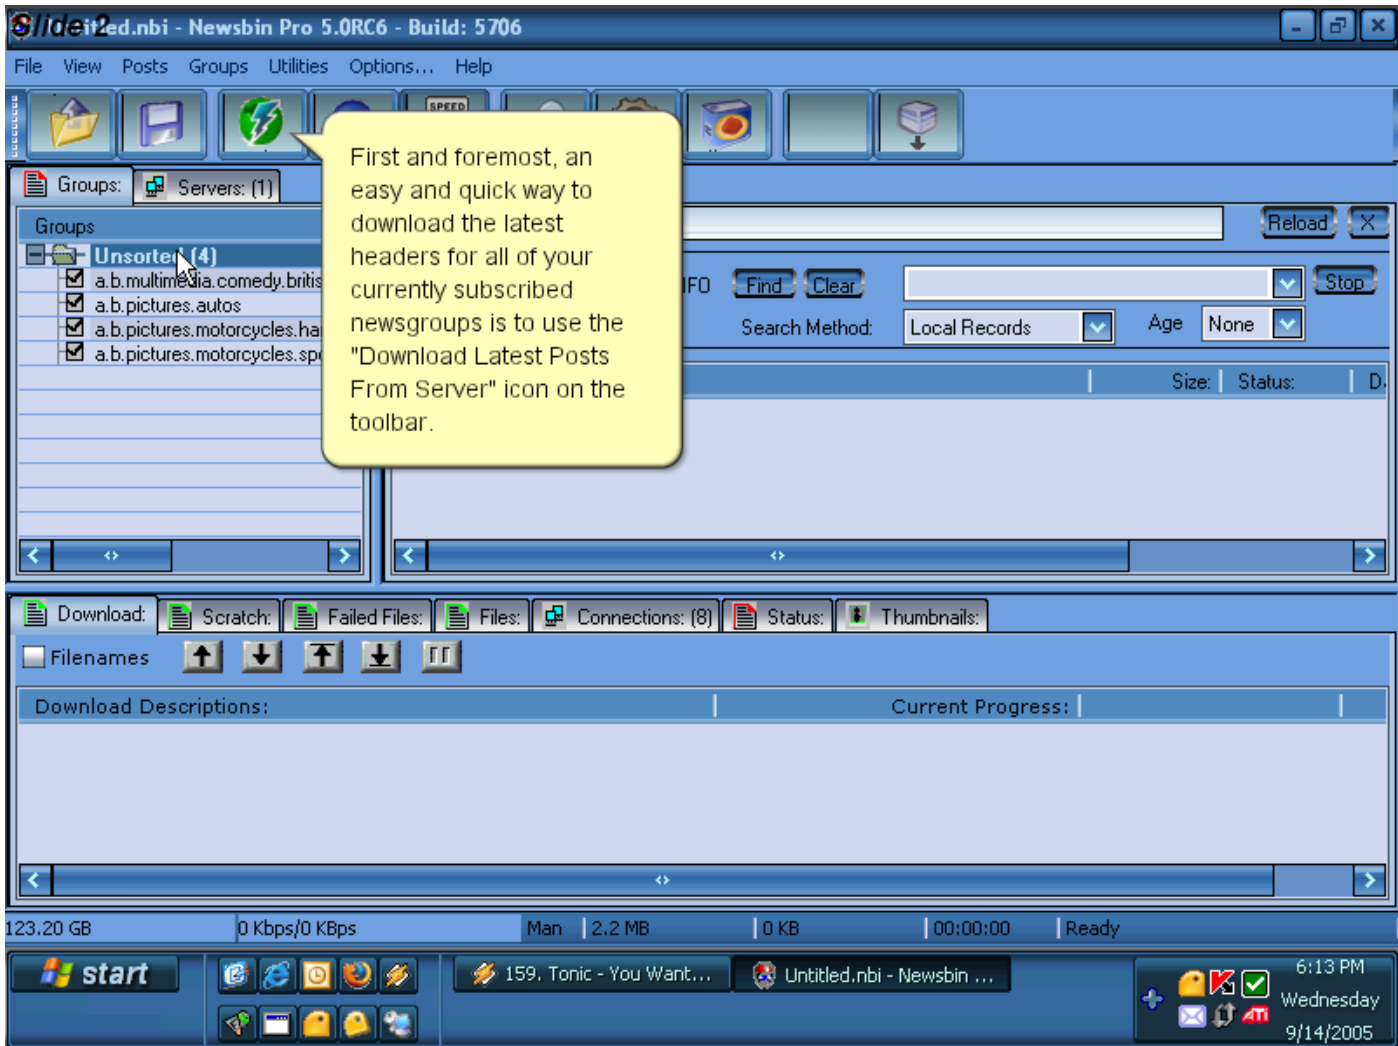 Slide 2
Untitled.nbi - Newsbin Pro 5.0RC6 - Build: 5706
File View Posts Groups Utilities Options... Help
SPEED
First and foremost, an
easy and quick way to
download the latest
headers for all of your
currently subscribed
newsgroups is to use the
"Download Latest Posts
From Server" icon on the
toolbar.
Groups: Servers: (1)
Groups
Reload X
Unsorted (4)
a.b.multimedia.comedy.britis
a.b.pictures.autos
a.b.pictures.motorcycles.ha
a.b.pictures.motorcycles.spo
IFO Find Clear Stop
Search Method: Local Records Age None
Size: Status: D
Download: Scratch: Failed Files: Files: Connections: (8) Status: Thumbnails:
Filenames
Download Descriptions: Current Progress:
123.20 GB 0 Kbps/0 KBps Man 2.2 MB 0 KB 00:00:00 Ready
start 159. Tonic - You Want... Untitled.nbi - Newsbin ...
6:13 PM
Wednesday
9/14/2005
ATI